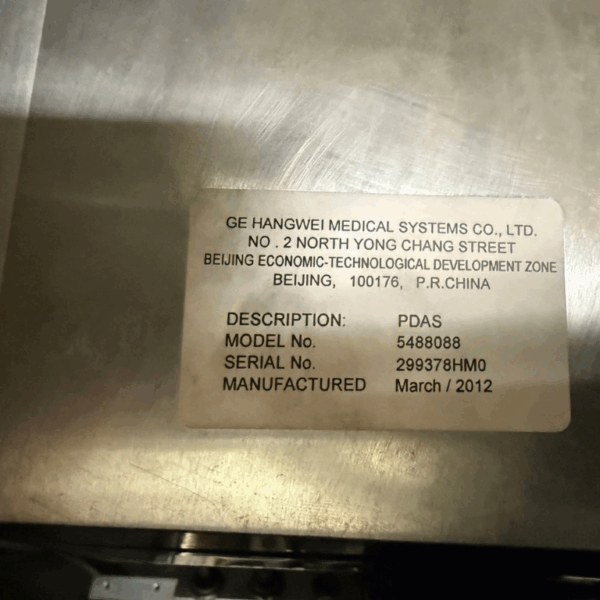 GE HANGWEI MEDICAL SYSTEMS CO., LTD.
NO . 2 NORTH YONG CHANG STREET
BEIJING ECONOMIC-TECHNOLOGICAL DEVELOPMENT ZONE
BEIJING, 100176, P.R.CHINA
DESCRIPTION: PDAS
MODEL No. 5488088
SERIAL No. 299378HM0
MANUFACTURED March / 2012